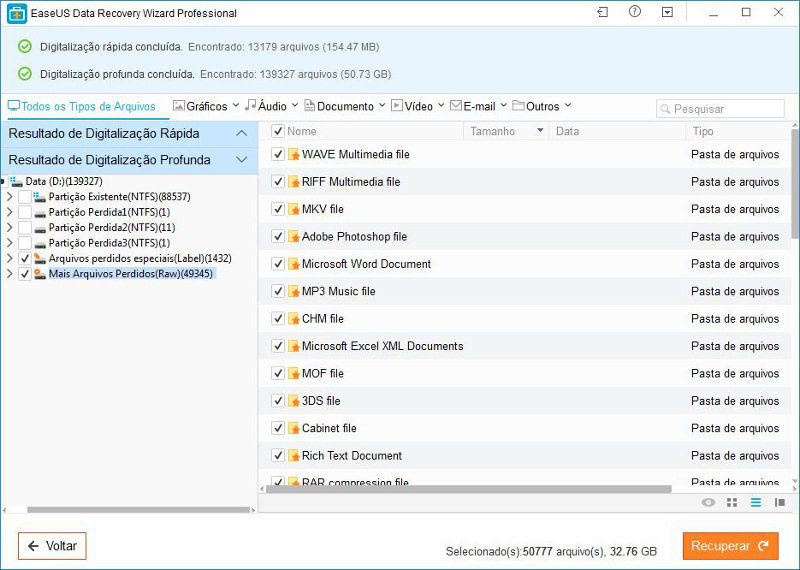 EaseUS Data Recovery Wizard Professional
Digitalização rápida concluída. Encontrado: 13179 arquivos (154.47 MB)
Digitalização profunda concluída. Encontrado: 139327 arquivos (50.73 GB)
Todos os Tipos de Arquivos Gráficos Áudio Documento Vídeo E-mail Outros Pesquisar
Resultado de Digitalização Rápida
Resultado de Digitalização Profunda
Data (D:)(139327)
Partição Existente(NTFS)(88537)
Partição Perdida1(NTFS)(1)
Partição Perdida2(NTFS)(11)
Partição Perdida3(NTFS)(1)
Arquivos perdidos especiais(Label)(1432)
Mais Arquivos Perdidos(Raw)(49345)
Nome Tamanho Data Tipo
WAVE Multimedia file Pasta de arquivos
RIFF Multimedia file Pasta de arquivos
MKV file Pasta de arquivos
Adobe Photoshop file Pasta de arquivos
Microsoft Word Document Pasta de arquivos
MP3 Music file Pasta de arquivos
CHM file Pasta de arquivos
Microsoft Excel XML Documents Pasta de arquivos
MOF file Pasta de arquivos
3DS file Pasta de arquivos
Cabinet file Pasta de arquivos
Rich Text Document Pasta de arquivos
RAR compression file Pasta de arquivos
Voltar
Selecionado(s):50777 arquivo(s), 32.76 GB
Recuperar